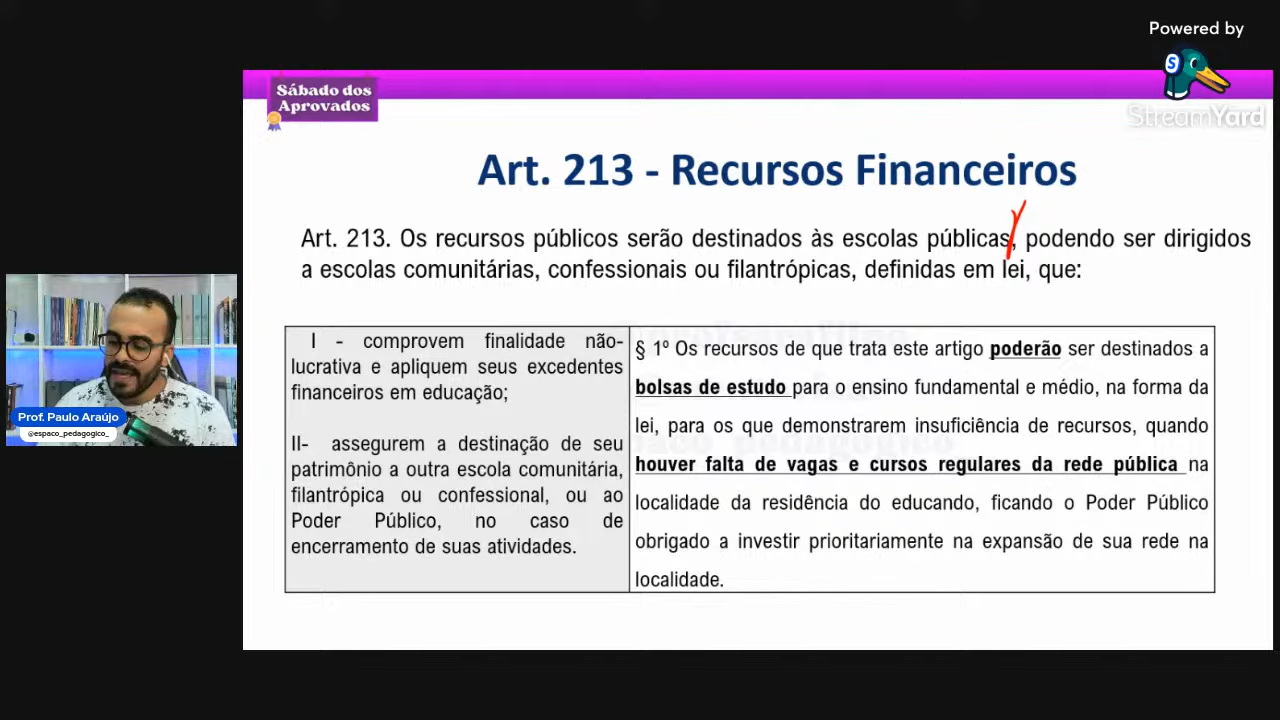 Powered by
S
StreamYard
Sábado dos
Aprovados
Art. 213 - Recursos Financeiros
Art. 213. Os recursos públicos serão destinados às escolas públicas, podendo ser dirigidos
a escolas comunitárias, confessionais ou filantrópicas, definidas em lei, que:
I - comprovem finalidade não-
lucrativa e apliquem seus excedentes
financeiros em educação;
II- assegurem a destinação de seu
patrimônio a outra escola comunitária,
filantrópica ou confessional, ou ao
Poder Público, no caso de
encerramento de suas atividades.
§ 1º Os recursos de que trata este artigo poderão ser destinados a
bolsas de estudo para o ensino fundamental e médio, na forma da
lei, para os que demonstrarem insuficiência de recursos, quando
houver falta de vagas e cursos regulares da rede pública na
localidade da residência do educando, ficando o Poder Público
obrigado a investir prioritariamente na expansão de sua rede na
localidade.
Prof. Paulo Araújo
@espaco_pedagogico_